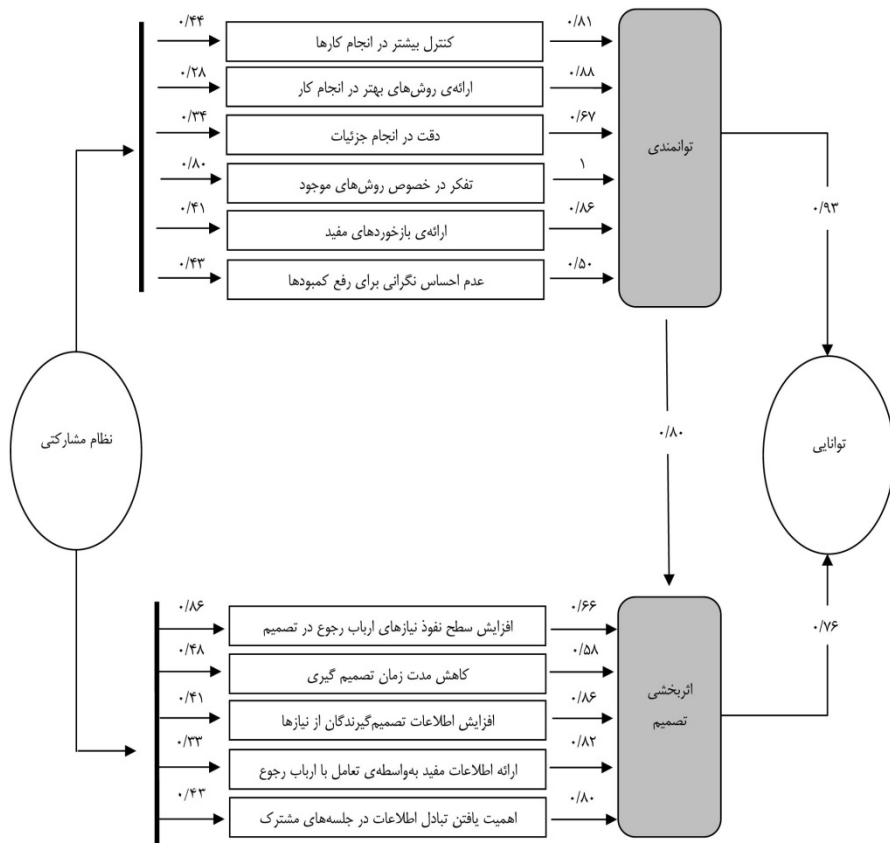 ۰/۴۴
کنترل بیشتر در انجام کارها
۰/۸۱
۰/۲۸
ارائه‌ی روش‌های بهتر در انجام کار
۰/۸۸
۰/۳۴
دقت در انجام جزئیات
۰/۶۷
۰/۸۰
تفکر در خصوص روش‌های موجود
۱
۰/۴۱
ارائه‌ی بازخوردهای مفید
۰/۸۶
۰/۴۳
عدم احساس نگرانی برای رفع کمبودها
۰/۵۰
توانمندی
۰/۹۳
نظام مشارکتی
۰/۸۰
توانایی
۰/۸۶
افزایش سطح نفوذ نیازهای ارباب رجوع در تصمیم
۰/۶۶
۰/۴۸
کاهش مدت زمان تصمیم گیری
۰/۵۸
۰/۴۱
افزایش اطلاعات تصمیم‌گیرندگان از نیازها
۰/۸۶
۰/۳۳
ارائه اطلاعات مفید به‌واسطه‌ی تعامل با ارباب رجوع
۰/۸۲
۰/۴۳
اهمیت یافتن تبادل اطلاعات در جلسه‌های مشترک
۰/۸۰
اثربخشی
تصمیم
۰/۷۶